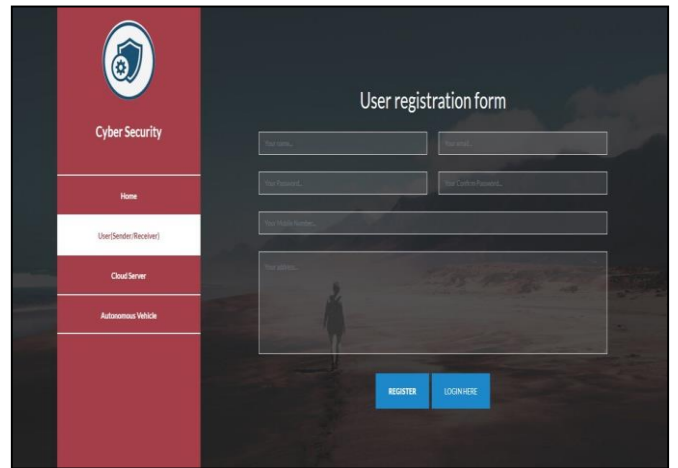 Cyber Security
Home
User(Sender/Receiver)
Cloud Server
Autonomous Vehicle
User registration form
Your name...
Your email...
Your Password...
Your Confirm Password...
Your Mobile Number...
Your address...
REGISTER
LOGIN HERE